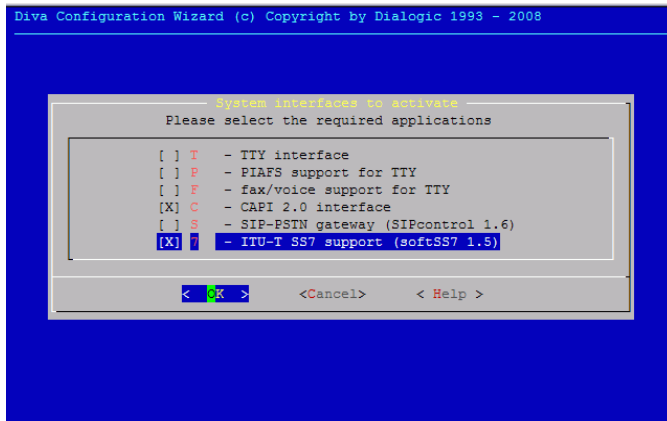 Diva Configuration Wizard (c) Copyright by Dialogic 1993 - 2008
System interfaces to activate
Please select the required applications
[ ] T - TTY interface
[ ] P - PIAFS support for TTY
[ ] F - fax/voice support for TTY
[X] C - CAPI 2.0 interface
[ ] S - SIP-PSTN gateway (SIPcontrol 1.6)
[X] 7 - ITU-T SS7 support (softSS7 1.5)
< OK > <Cancel> < Help >